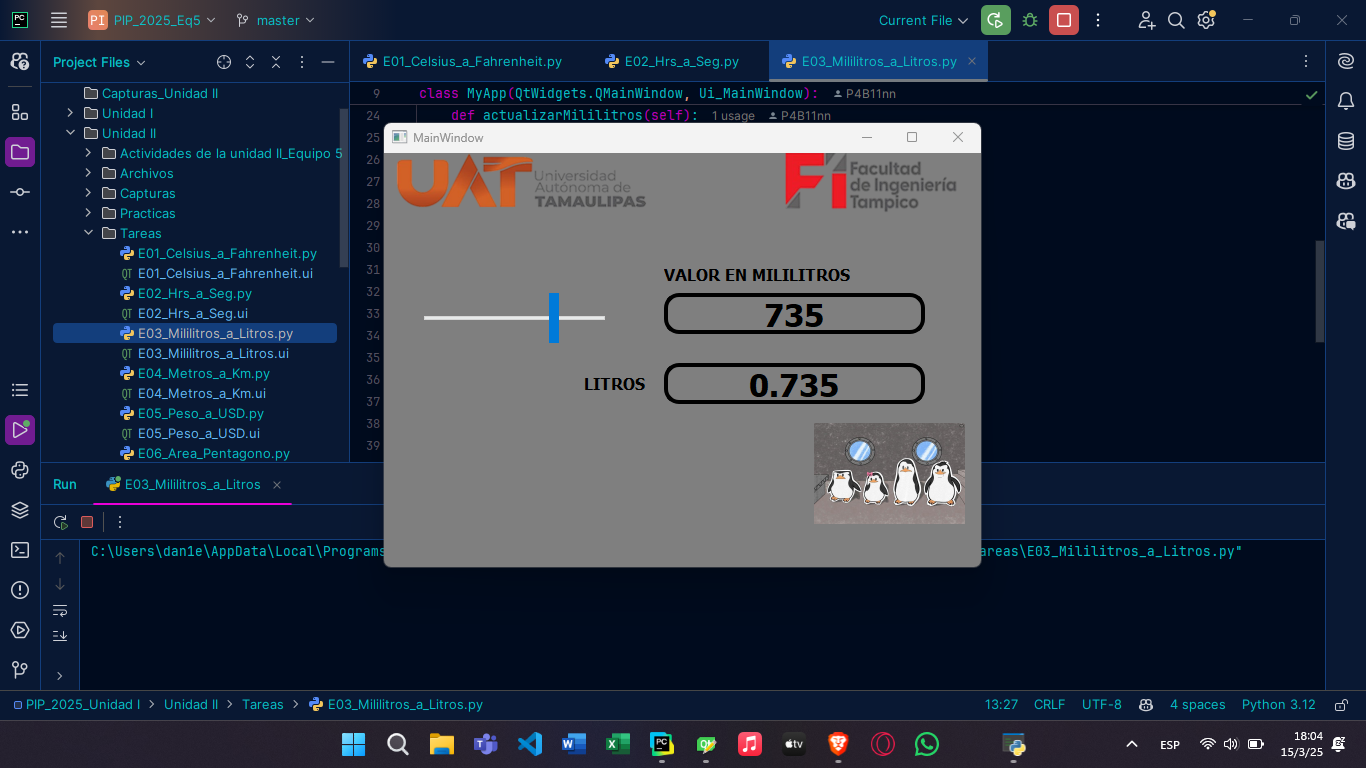 PC
PI PIP_2025_Eq5
master
Current File
Project Files
E01_Celsius_a_Fahrenheit.py
E02_Hrs_a_Seg.py
E03_Mililitros_a_Litros.py
9 class MyApp(QtWidgets.QMainWindow, Ui_MainWindow): P4B11nn
24 def actualizarMililitros(self): 1 usage P4B11nn
25
26
27
28
29
30
31
32
33
34
35
36
37
38
39
Capturas_Unidad II
Unidad I
Unidad II
Actividades de la unidad II_Equipo 5
Archivos
Capturas
Practicas
Tareas
E01_Celsius_a_Fahrenheit.py
QT E01_Celsius_a_Fahrenheit.ui
E02_Hrs_a_Seg.py
QT E02_Hrs_a_Seg.ui
E03_Mililitros_a_Litros.py
QT E03_Mililitros_a_Litros.ui
E04_Metros_a_Km.py
QT E04_Metros_a_Km.ui
E05_Peso_a_USD.py
QT E05_Peso_a_USD.ui
E06_Area_Pentagono.py
MainWindow
UAT Universidad
Autónoma de
TAMAULIPAS
FI Facultad
de Ingeniería
Tampico
VALOR EN MILILITROS
735
LITROS
0.735
Run
E03_Mililitros_a_Litros
C:\Users\dan1e\AppData\Local\Programs
areas\E03_Mililitros_a_Litros.py"
PIP_2025_Unidad I
Unidad II
Tareas
E03_Mililitros_a_Litros.py
13:27
CRLF
UTF-8
4 spaces
Python 3.12
tv
ESP
18:04
15/3/25